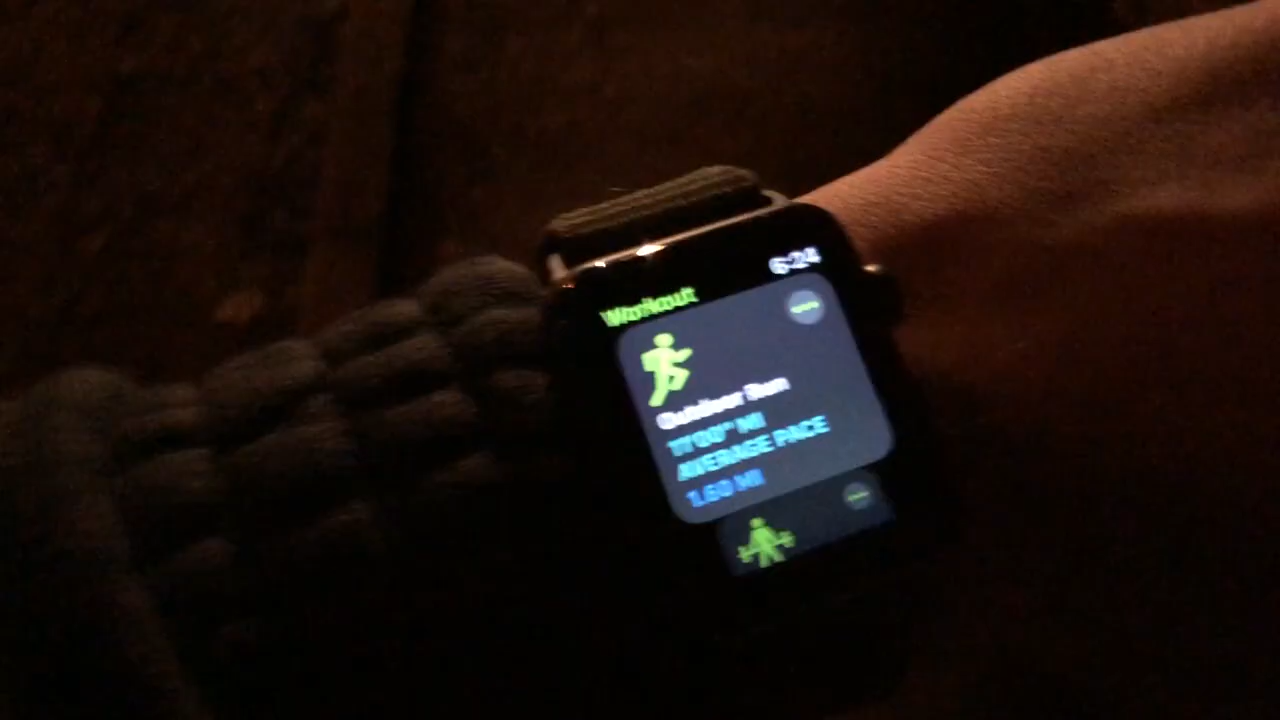 6:24
Workout
Outdoor Run
11'00" MI
AVERAGE PACE
1.60 MI